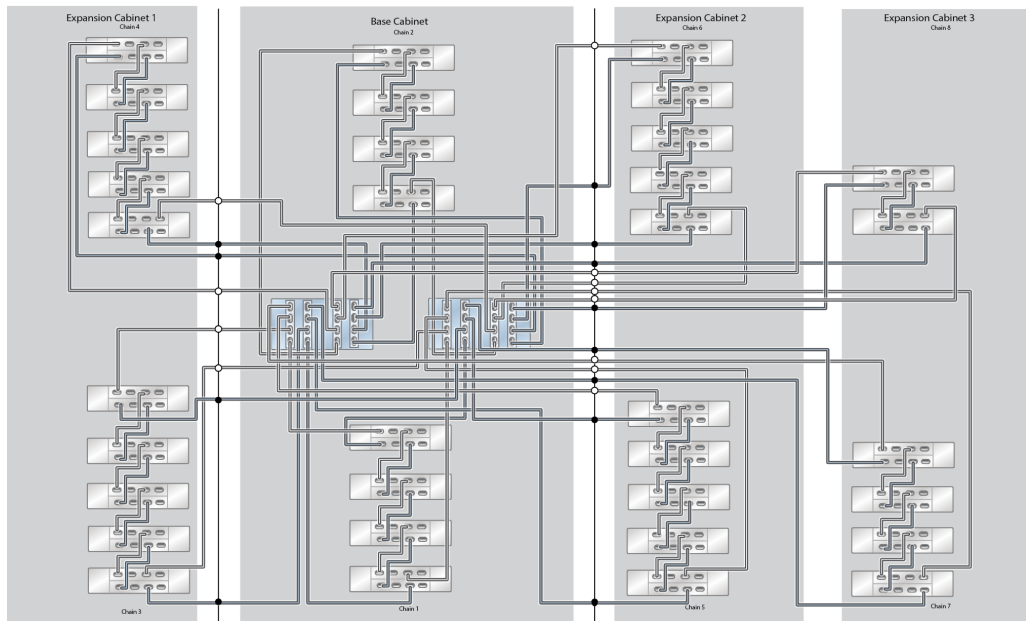 Expansion Cabinet 1
Chain 4
Base Cabinet
Chain 2
Expansion Cabinet 2
Chain 6
Expansion Cabinet 3
Chain 8
Chain 3
Chain 1
Chain 5
Chain 7